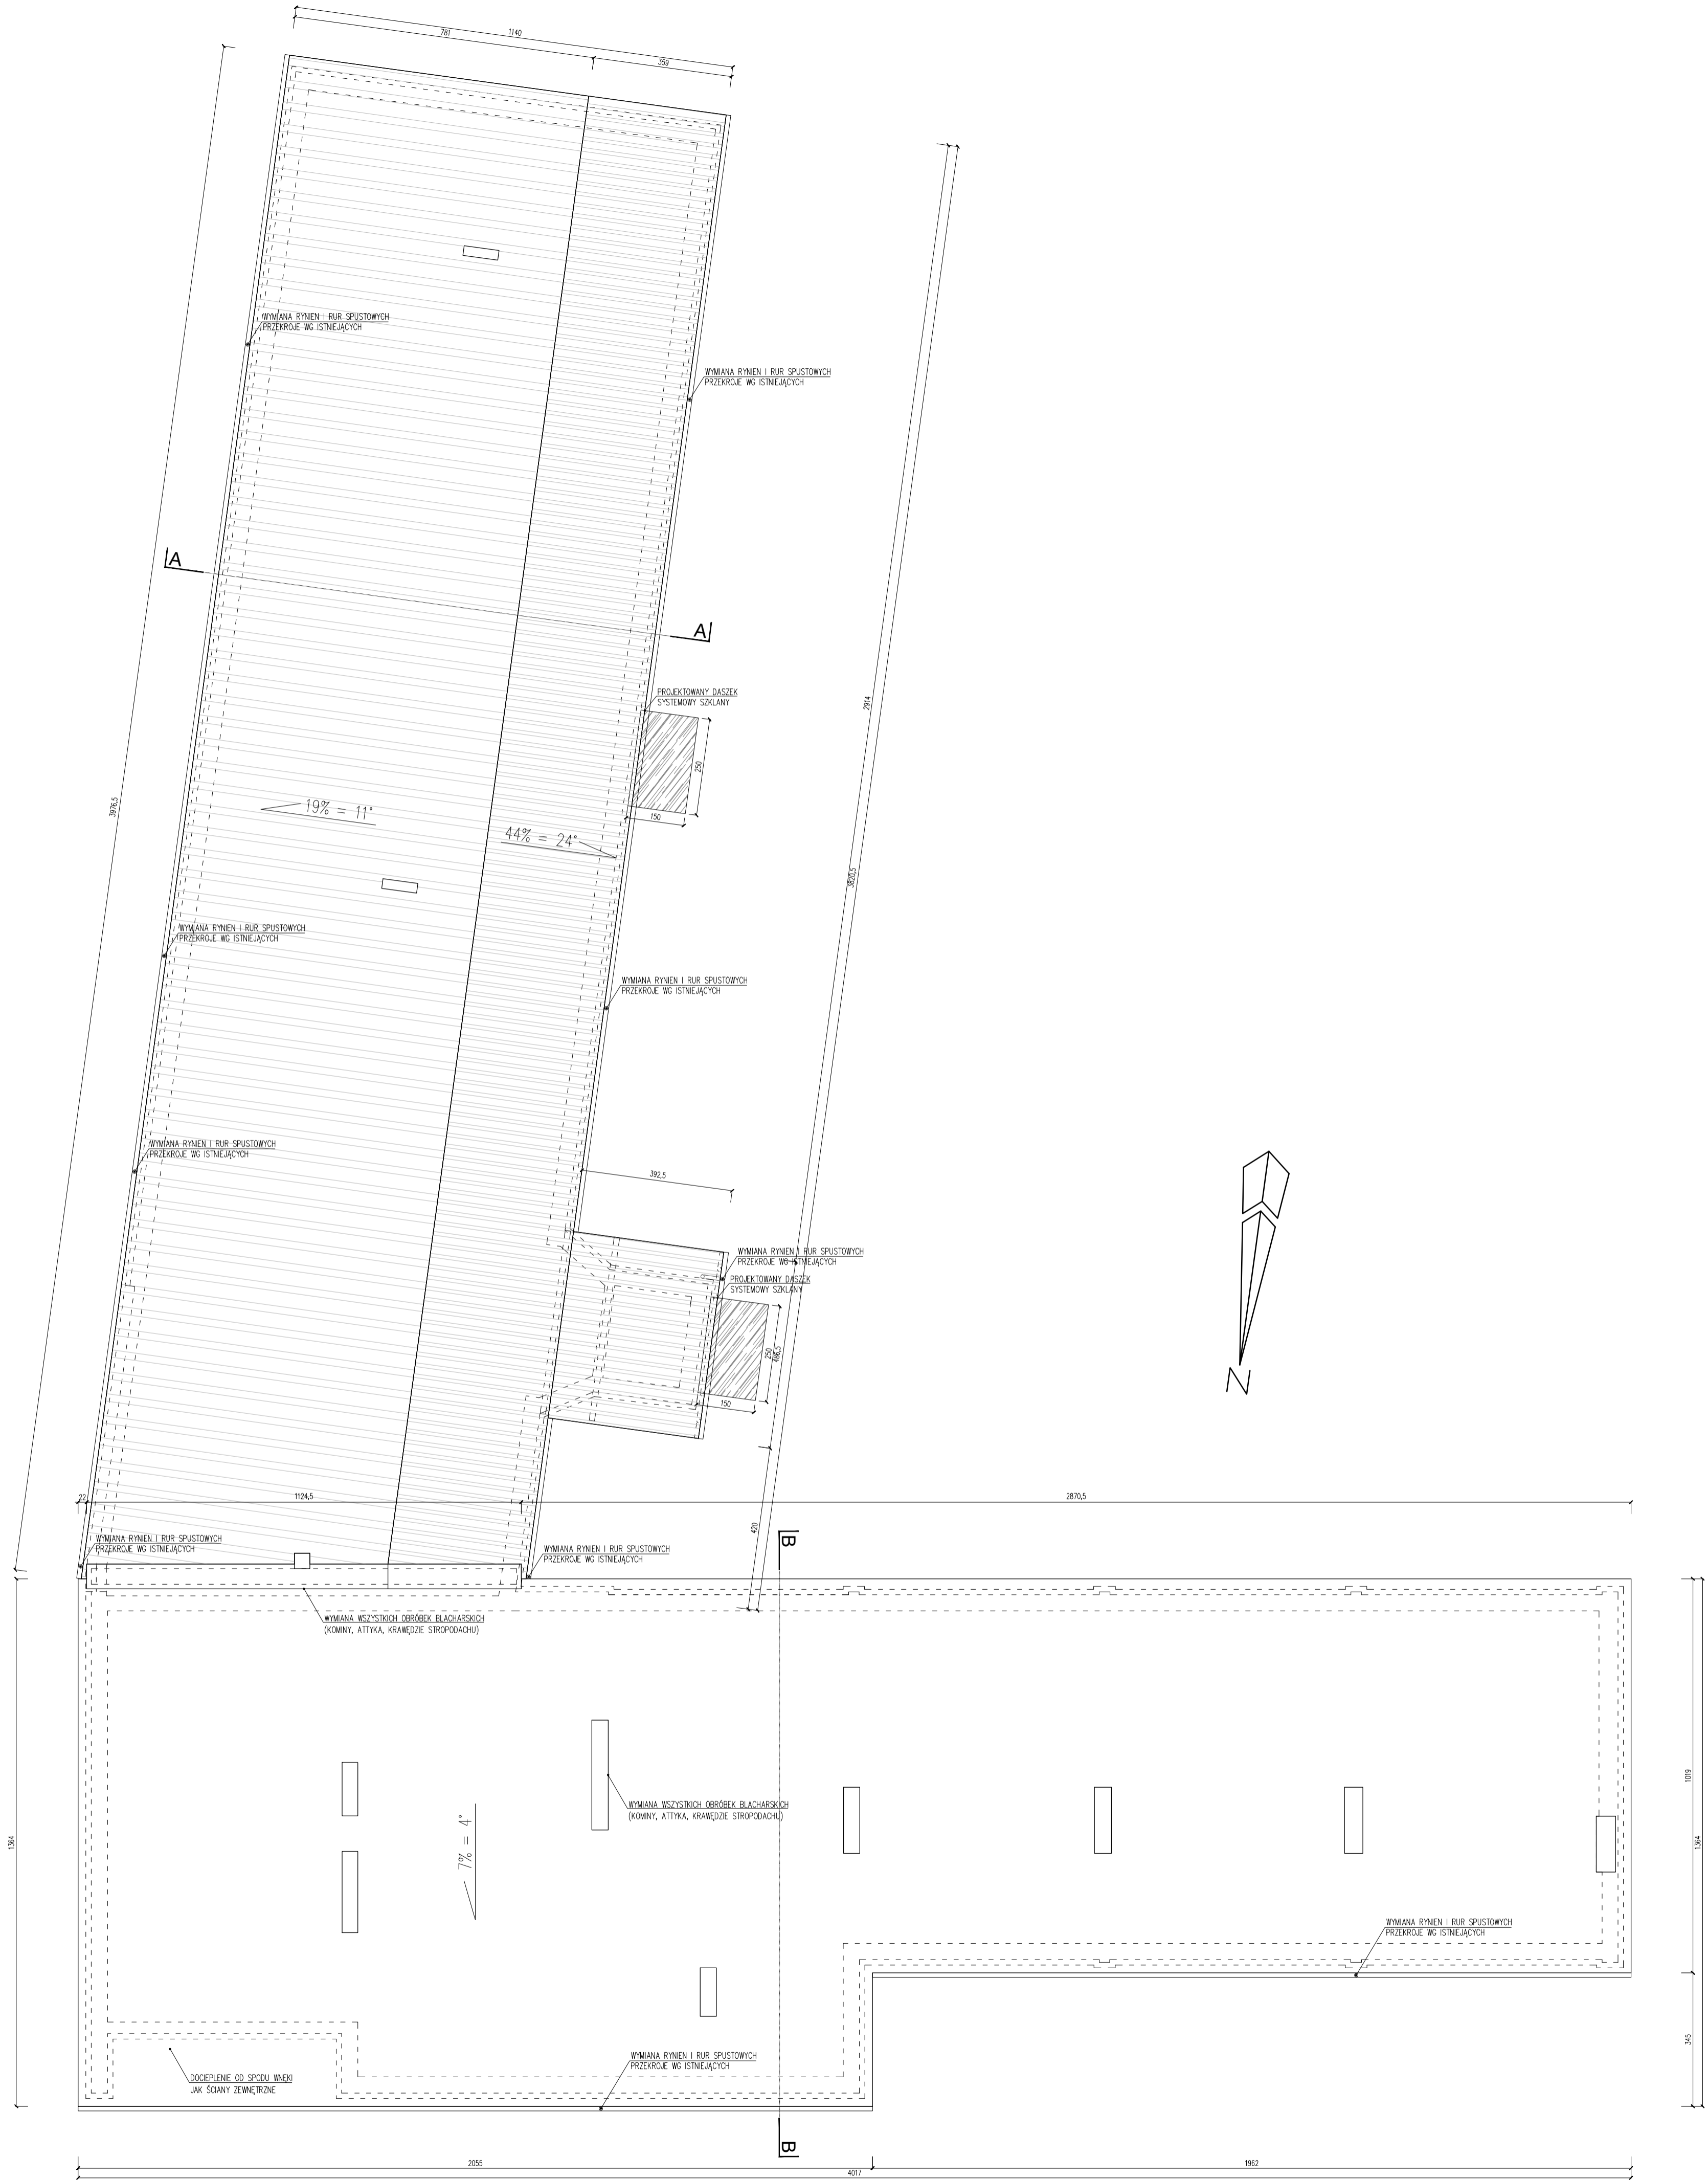 1140
781
359
WYMIANA RYNIEN I RUR SPUSTOWYCH
PRZEKROJE WG ISTNIEJĄCYCH
WYMIANA RYNIEN I RUR SPUSTOWYCH
PRZEKROJE WG ISTNIEJĄCYCH
A
A
PROJEKTOWANY DASZEK
SYSTEMOWY SZKLANY
2914
250
3976,5
19% = 11°
150
44% = 24°
3820,5
WYMIANA RYNIEN I RUR SPUSTOWYCH
PRZEKROJE WG ISTNIEJĄCYCH
WYMIANA RYNIEN I RUR SPUSTOWYCH
PRZEKROJE WG ISTNIEJĄCYCH
WYMIANA RYNIEN I RUR SPUSTOWYCH
PRZEKROJE WG ISTNIEJĄCYCH
392,5
WYMIANA RYNIEN I RUR SPUSTOWYCH
PRZEKROJE WG ISTNIEJĄCYCH
PROJEKTOWANY DASZEK
SYSTEMOWY SZKLANY
250
486,5
150
N
22
1124,5
2870,5
420
WYMIANA RYNIEN I RUR SPUSTOWYCH
PRZEKROJE WG ISTNIEJĄCYCH
B
WYMIANA RYNIEN I RUR SPUSTOWYCH
PRZEKROJE WG ISTNIEJĄCYCH
WYMIANA WSZYSTKICH OBRÓBEK BLACHARSKICH
(KOMINY, ATTYKA, KRAWĘDZIE STROPODACHU)
1019
WYMIANA WSZYSTKICH OBRÓBEK BLACHARSKICH
(KOMINY, ATTYKA, KRAWĘDZIE STROPODACHU)
7% = 4°
1364
1364
WYMIANA RYNIEN I RUR SPUSTOWYCH
PRZEKROJE WG ISTNIEJĄCYCH
345
WYMIANA RYNIEN I RUR SPUSTOWYCH
PRZEKROJE WG ISTNIEJĄCYCH
DOCIEPLENIE OD SPODU WNĘKI
JAK ŚCIANY ZEWNĘTRZNE
B
2055
1962
4017